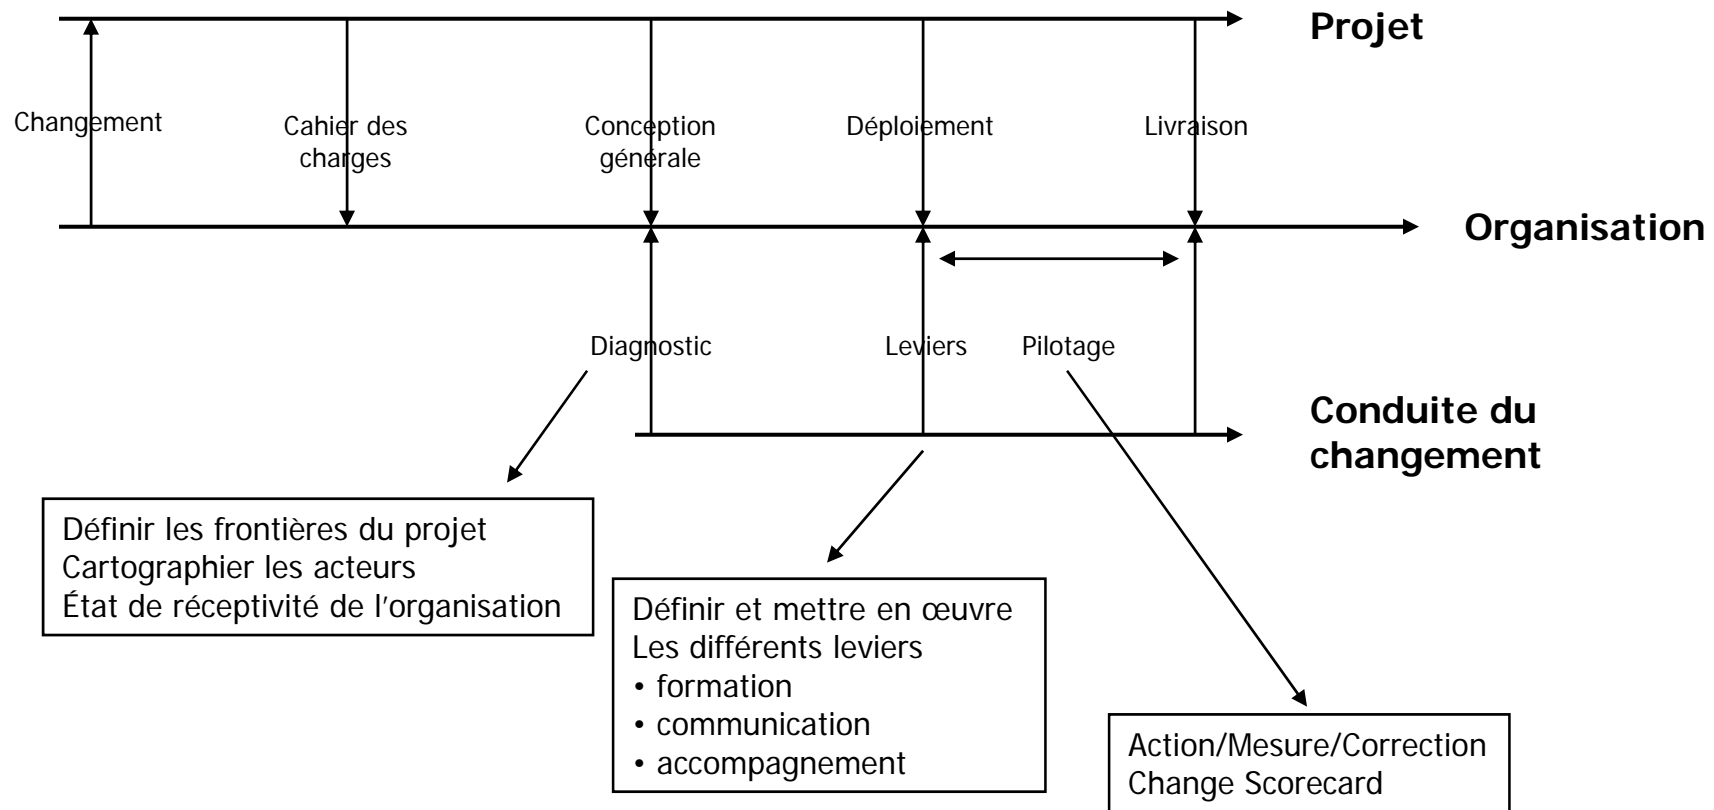 Projet
Changement
Cahier des
charges
Conception
générale
Déploiement
Livraison
Organisation
Diagnostic
Leviers
Pilotage
Conduite du
changement
Définir les frontières du projet
Cartographier les acteurs
État de réceptivité de l'organisation
Définir et mettre en œuvre
Les différents leviers
• formation
• communication
• accompagnement
Action/Mesure/Correction
Change Scorecard